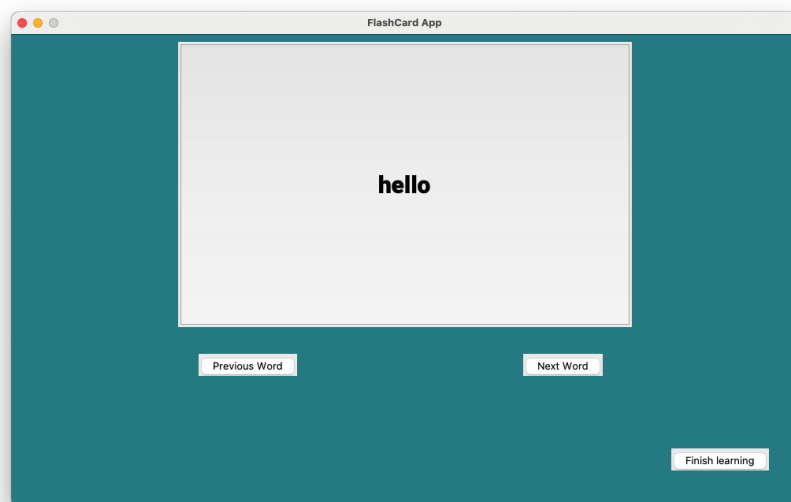 FlashCard App
hello
Previous Word
Next Word
Finish learning